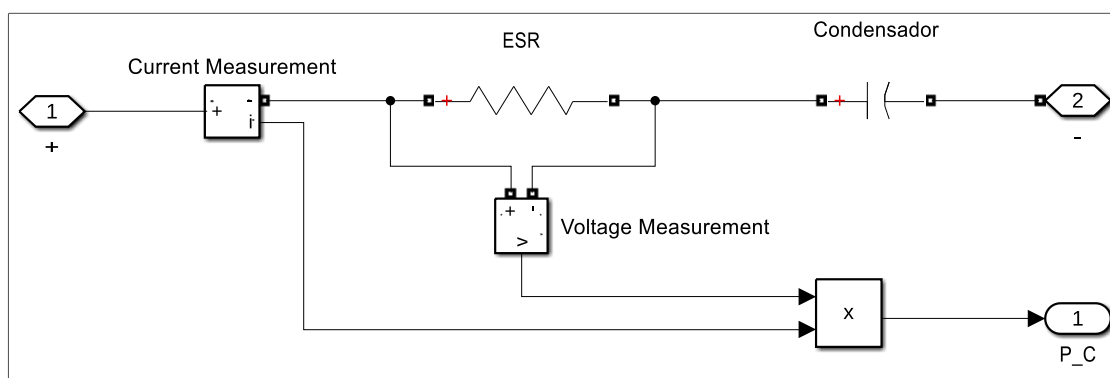 ESR
Condensador
Current Measurement
1
+
- -
+
i
+
+
2
-
+ -
v
Voltage Measurement
x
1
P_C